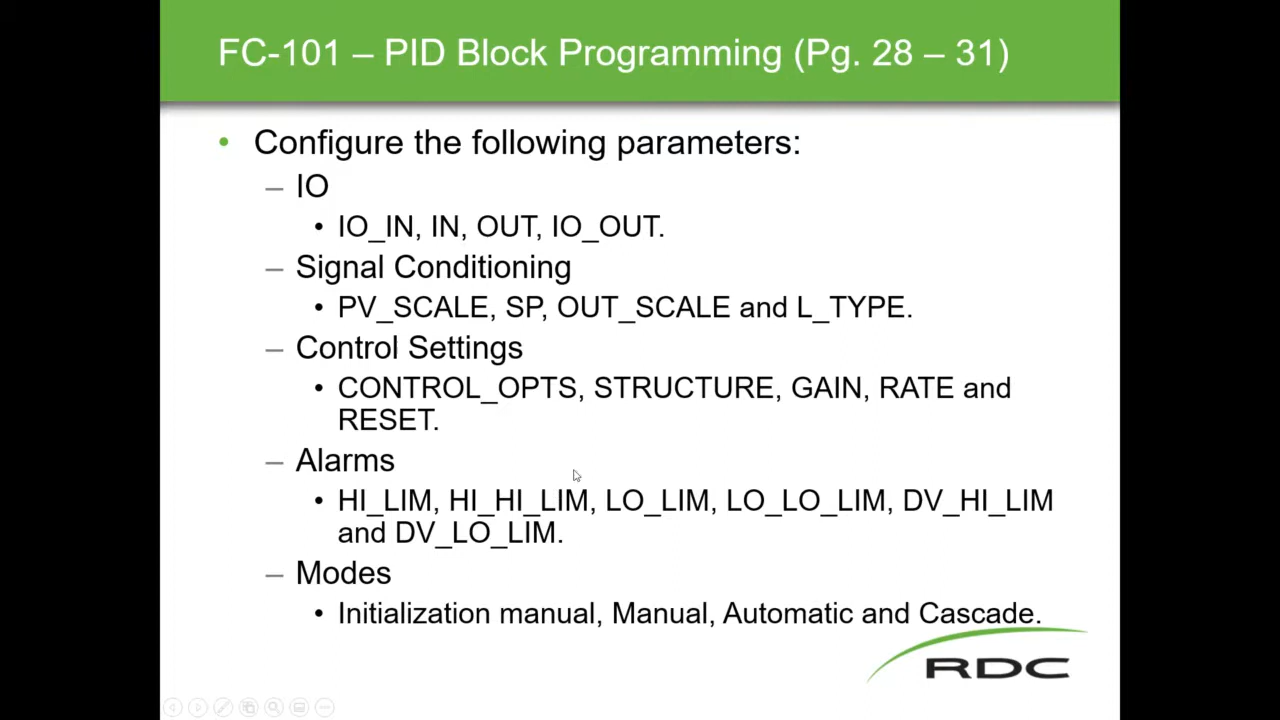 FC-101 – PID Block Programming (Pg. 28 – 31)
• Configure the following parameters:
– IO
• IO_IN, IN, OUT, IO_OUT.
– Signal Conditioning
• PV_SCALE, SP, OUT_SCALE and L_TYPE.
– Control Settings
• CONTROL_OPTS, STRUCTURE, GAIN, RATE and
RESET.
– Alarms
• HI_LIM, HI_HI_LIM, LO_LIM, LO_LO_LIM, DV_HI_LIM
and DV_LO_LIM.
– Modes
• Initialization manual, Manual, Automatic and Cascade.
RDC